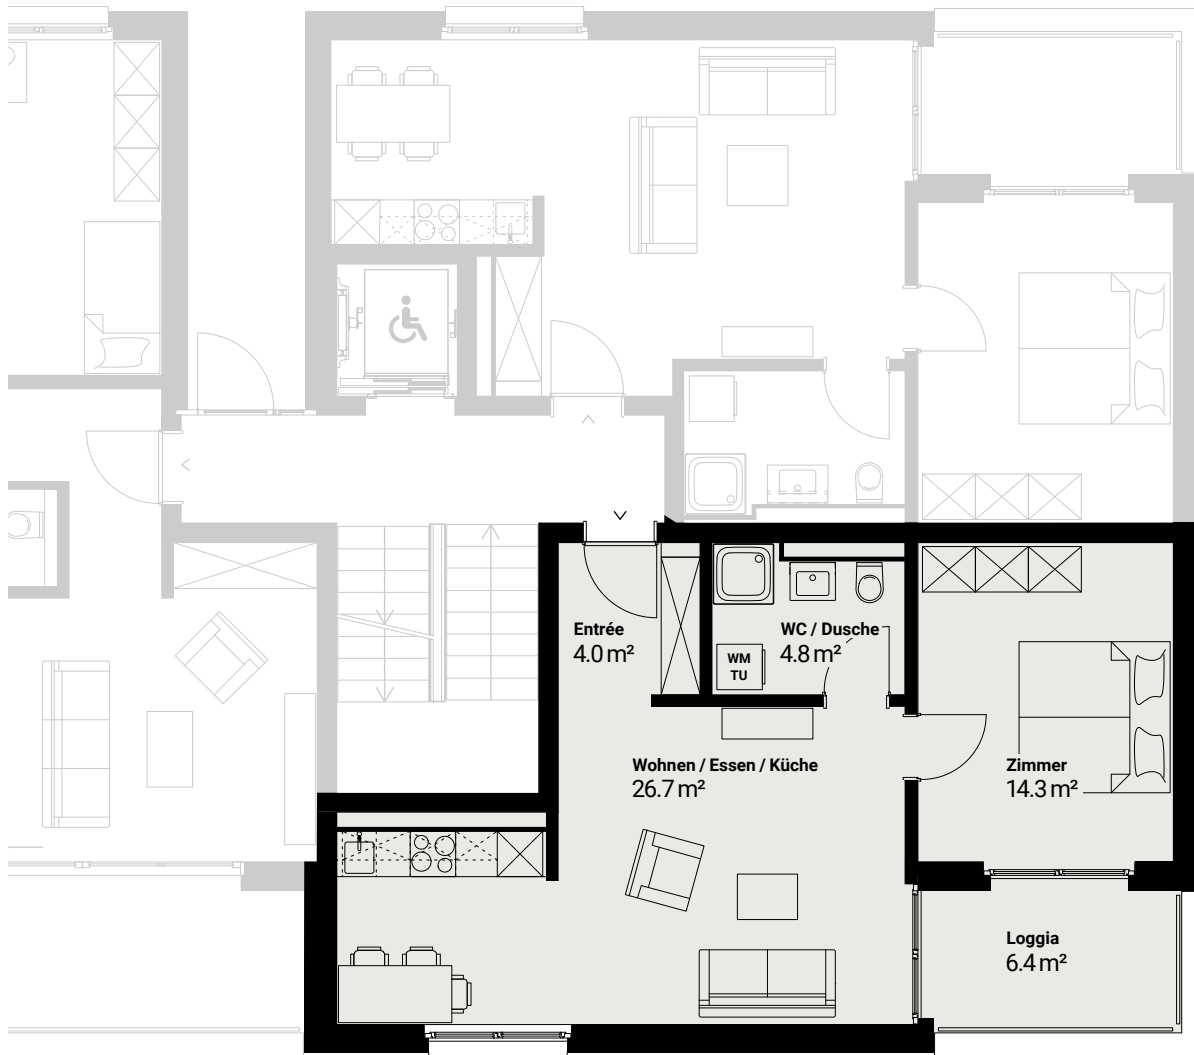 Entrée
4.0 m²
WC / Dusche
4.8 m²
WM
TU
Wohnen / Essen / Küche
26.7 m²
Zimmer
14.3 m²
Loggia
6.4 m²